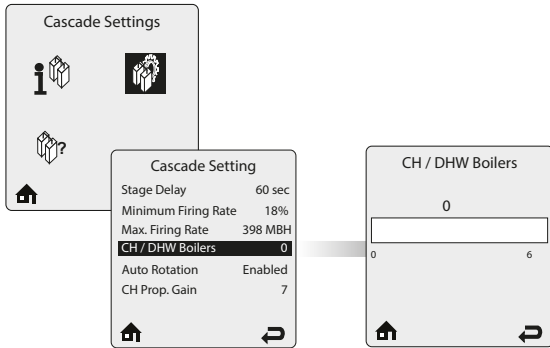 Cascade Settings
i
?
Cascade Setting
Stage Delay 60 sec
Minimum Firing Rate 18%
Max. Firing Rate 398 MBH
CH / DHW Boilers 0
Auto Rotation Enabled
CH Prop. Gain 7
CH / DHW Boilers
0
0 6